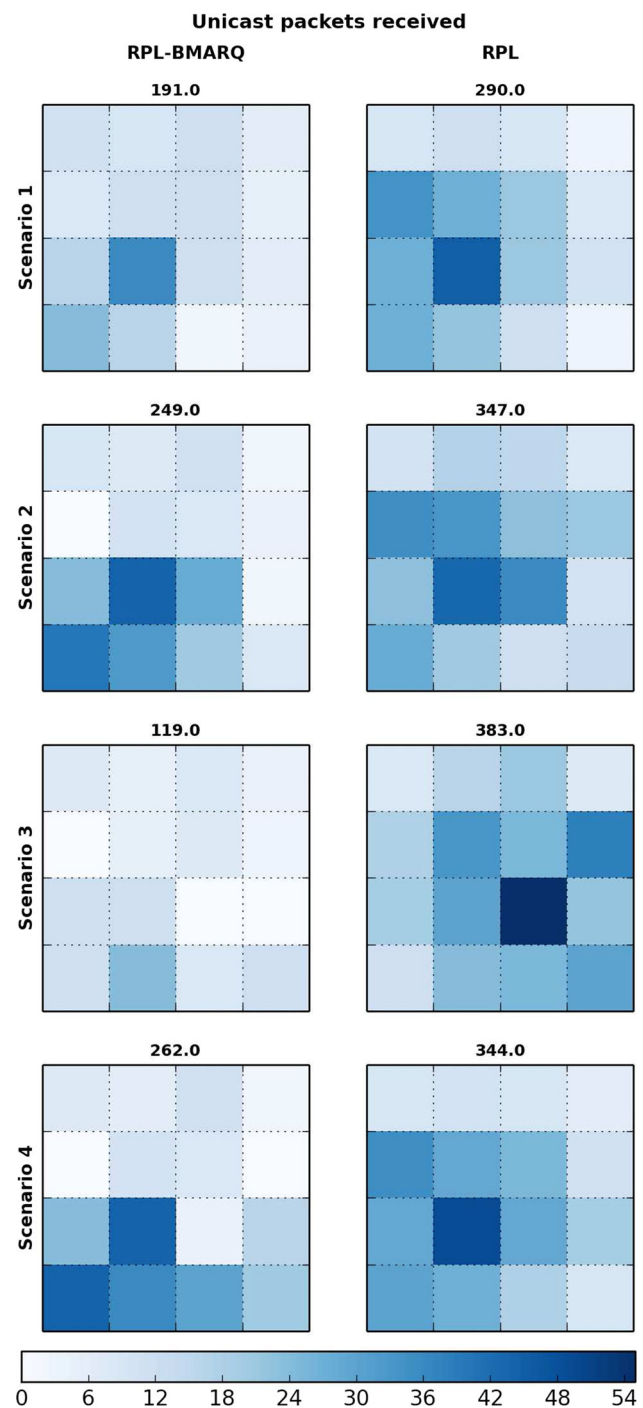 Unicast packets received
RPL-BMARQ RPL
191.0 290.0
Scenario 1
249.0 347.0
Scenario 2
119.0 383.0
Scenario 3
262.0 344.0
Scenario 4
0 6 12 18 24 30 36 42 48 54